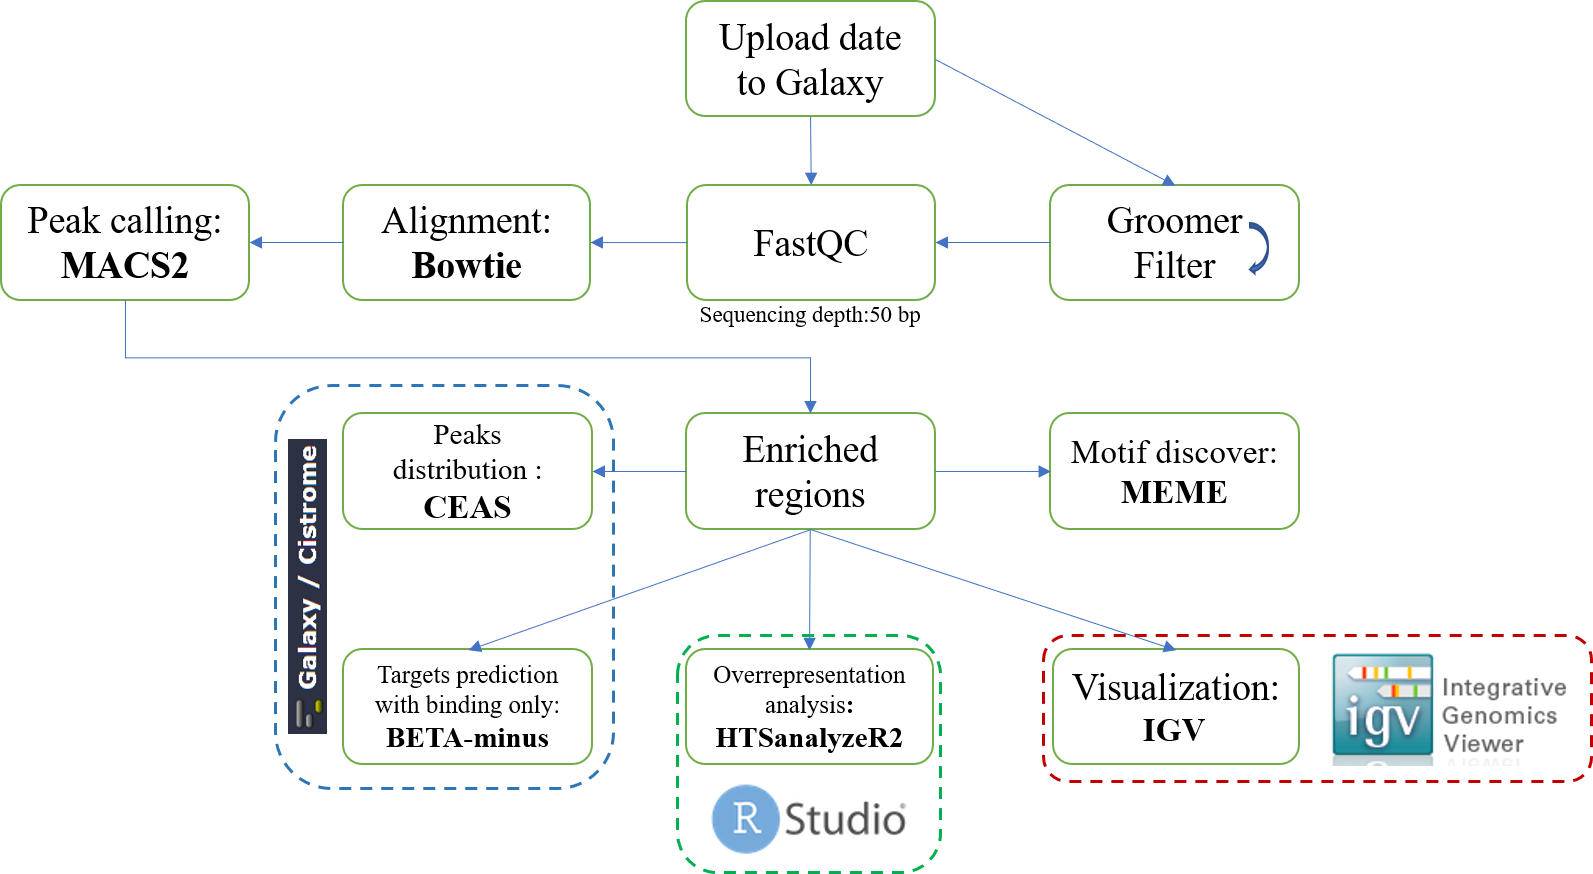 Upload date
to Galaxy
Peak calling:
MACS2
Alignment:
Bowtie
FastQC
Groomer
Filter
Sequencing depth:50 bp
Galaxy / Cistrome
Peaks
distribution :
CEAS
Enriched
regions
Motif discover:
MEME
Targets prediction
with binding only:
BETA-minus
Overrepresentation
analysis:
HTSanalyzeR2
Visualization:
IGV
igv
Integrative
Genomics
Viewer
R Studio